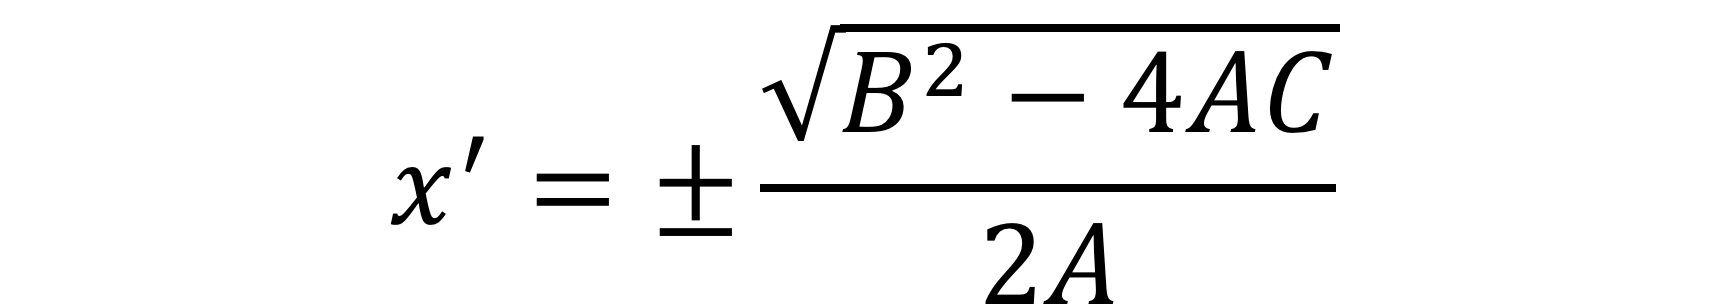 x′ = ± √(B² − 4AC) / 2A